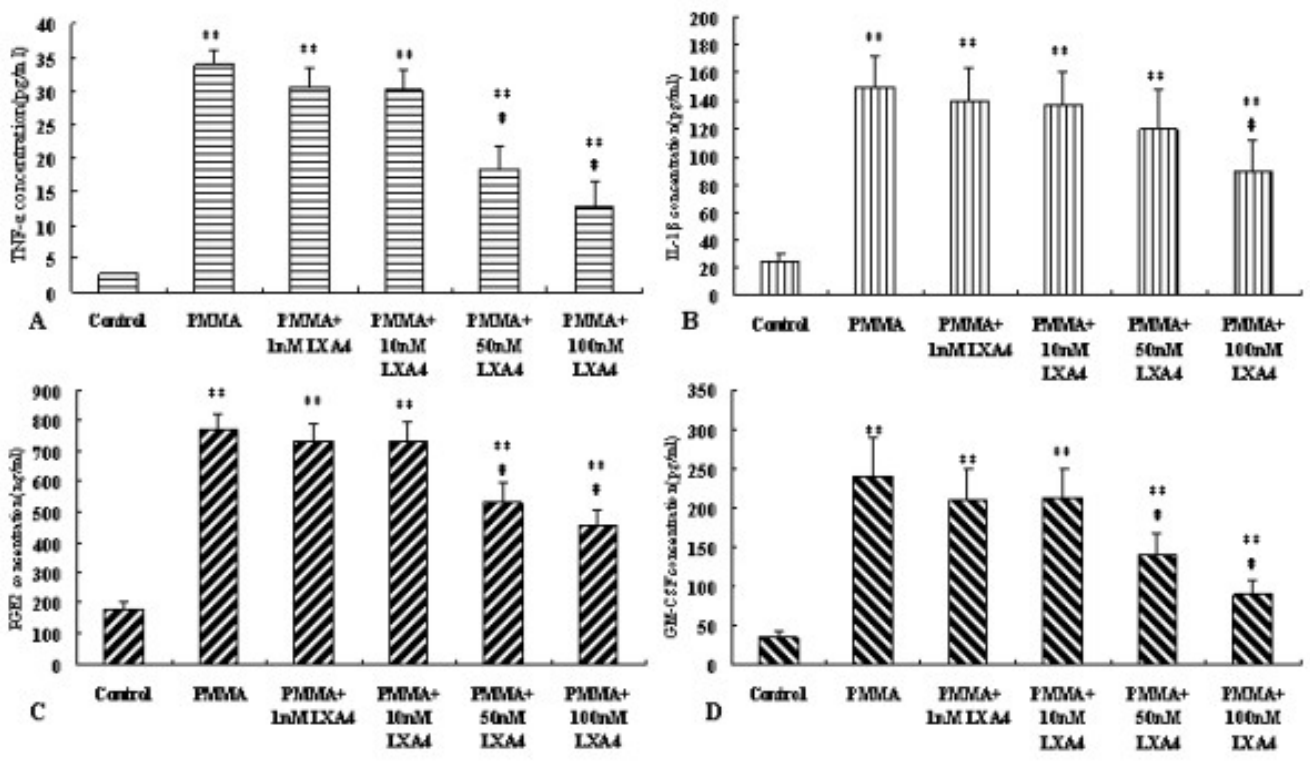 TNF-α concentration(pg/ml)
40
35
30
25
20
15
10
5
0
‡‡
‡‡
‡‡
‡‡
‡
‡‡
‡
Control
PMMA
PMMA+
1nM LXA4
PMMA+
10nM
LXA4
PMMA+
50nM
LXA4
PMMA+
100nM
LXA4
A
IL-1β concentration(pg/ml)
200
180
160
140
120
100
80
60
40
20
0
‡‡
‡‡
‡‡
‡‡
‡‡
‡
Control
PMMA
PMMA+
1nM LXA4
PMMA+
10nM
LXA4
PMMA+
50nM
LXA4
PMMA+
100nM
LXA4
B
PGE2 concentration(ng/ml)
900
800
700
600
500
400
300
200
100
0
‡‡
‡‡
‡‡
‡‡
‡
‡‡
‡
Control
PMMA
PMMA+
1nM LXA4
PMMA+
10nM
LXA4
PMMA+
50nM
LXA4
PMMA+
100nM
LXA4
C
GM-CSF concentration(pg/ml)
350
300
250
200
150
100
50
0
‡‡
‡‡
‡‡
‡‡
‡
‡‡
‡
Control
PMMA
PMMA+
1nM LXA4
PMMA+
10nM
LXA4
PMMA+
50nM
LXA4
PMMA+
100nM
LXA4
D